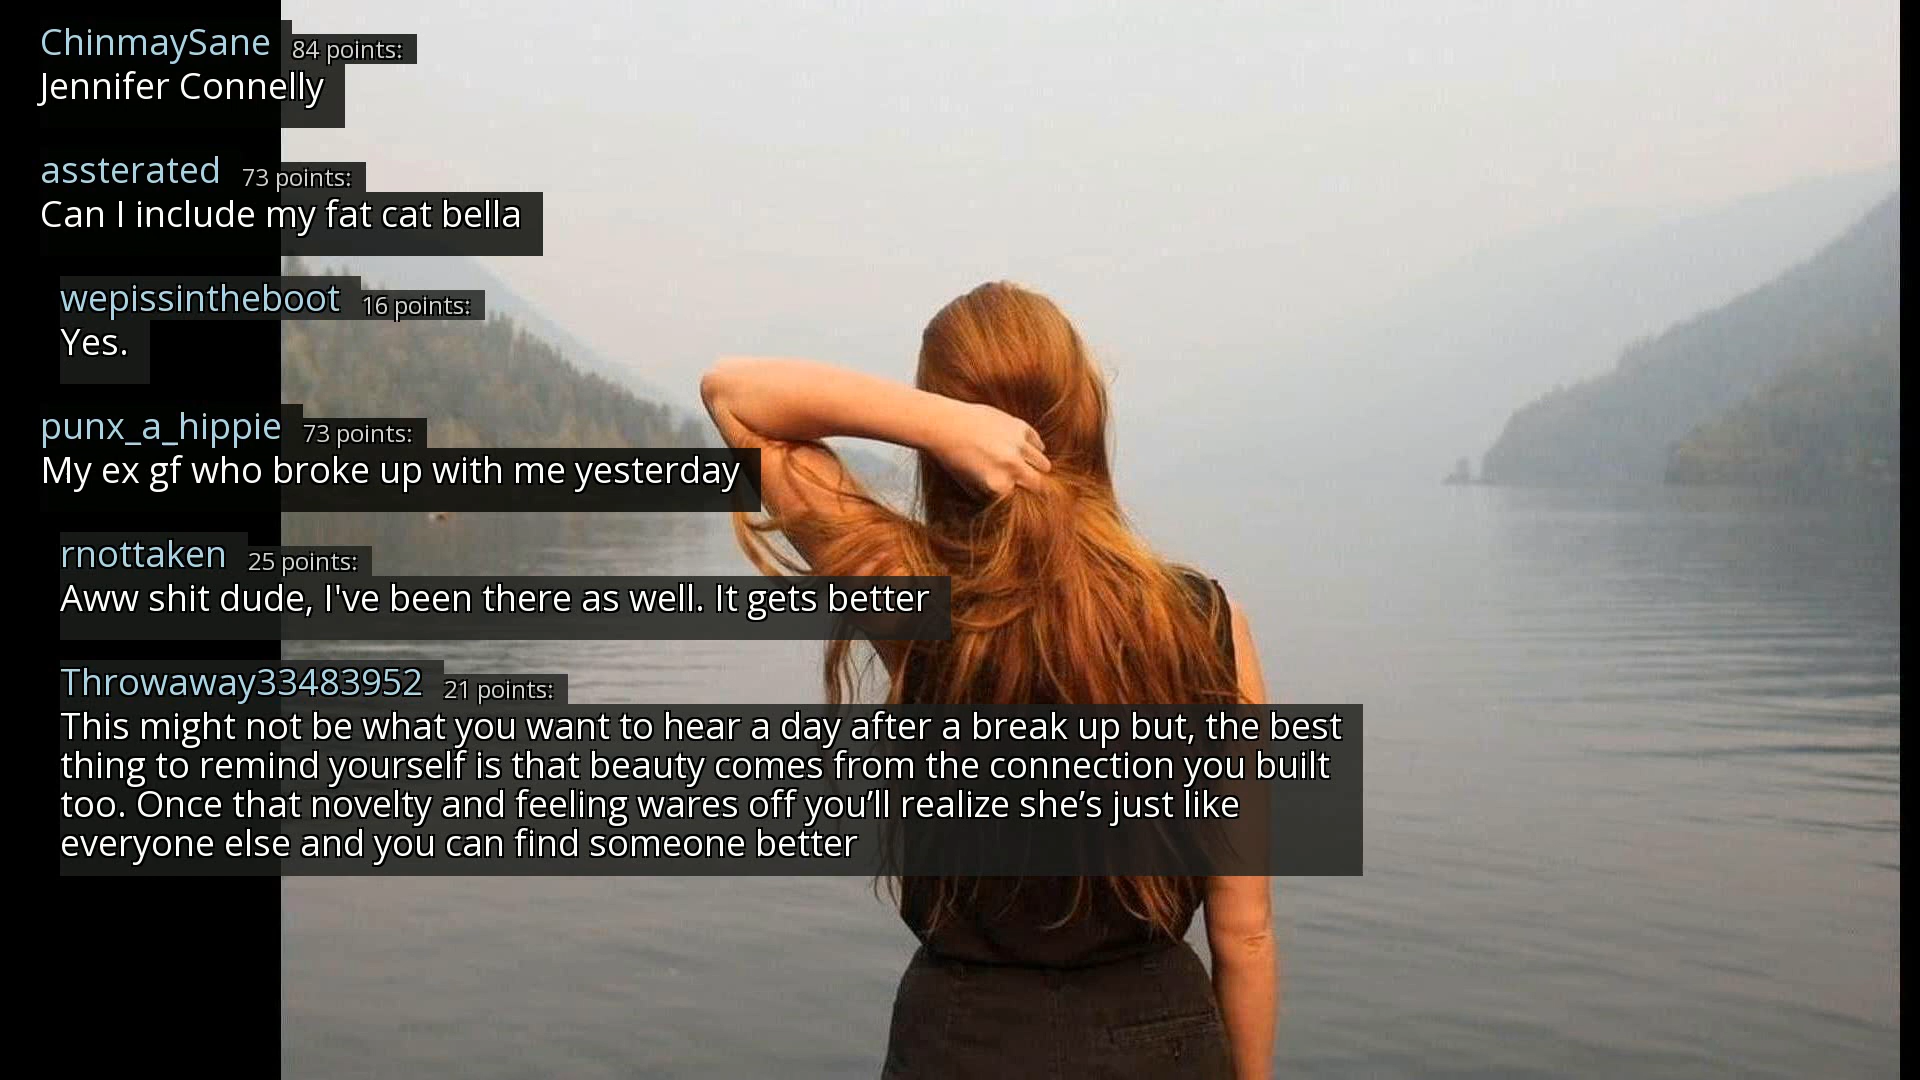 ChinmaySane 84 points:
Jennifer Connelly
assterated 73 points:
Can I include my fat cat bella
wepissintheboot 16 points:
Yes.
punx_a_hippie 73 points:
My ex gf who broke up with me yesterday
rnottaken 25 points:
Aww shit dude, I've been there as well. It gets better
Throwaway33483952 21 points:
This might not be what you want to hear a day after a break up but, the best
thing to remind yourself is that beauty comes from the connection you built
too. Once that novelty and feeling wares off you’ll realize she’s just like
everyone else and you can find someone better